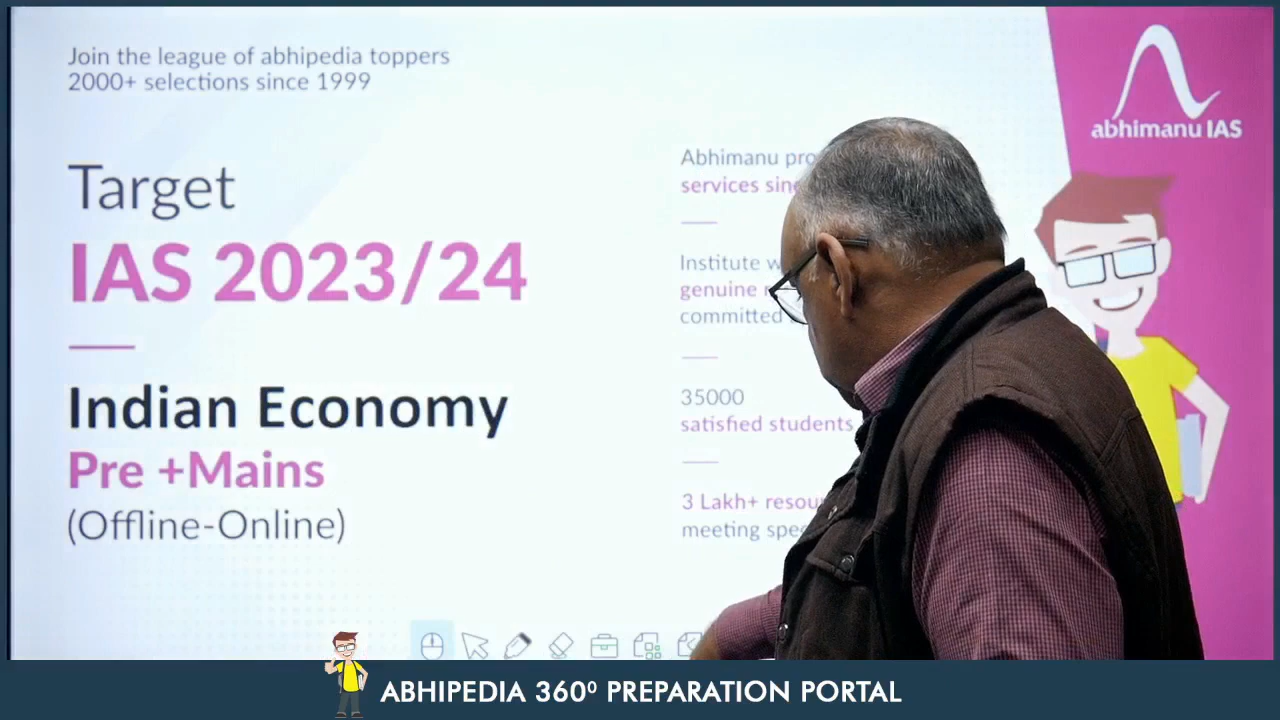 Join the league of abhipedia toppers
2000+ selections since 1999
Target
IAS 2023/24
Indian Economy
Pre +Mains
(Offline-Online)
Abhimanu
services
Institute
genuine
committed
35000
satisfied students
3 Lakh+
meeting
abhimanu IAS
ABHIPEDIA 360⁰ PREPARATION PORTAL